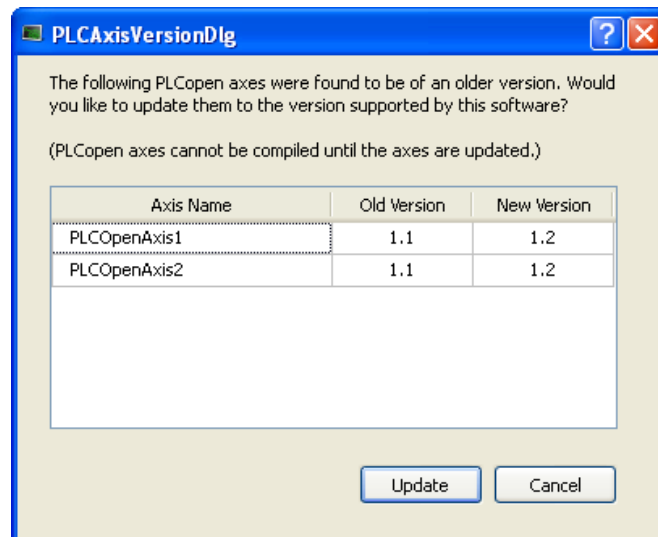 PLCAxisVersionDlg
The following PLCopen axes were found to be of an older version. Would
you like to update them to the version supported by this software?
(PLCopen axes cannot be compiled until the axes are updated.)
Axis Name Old Version New Version
PLCOpenAxis1 1.1 1.2
PLCOpenAxis2 1.1 1.2
Update Cancel